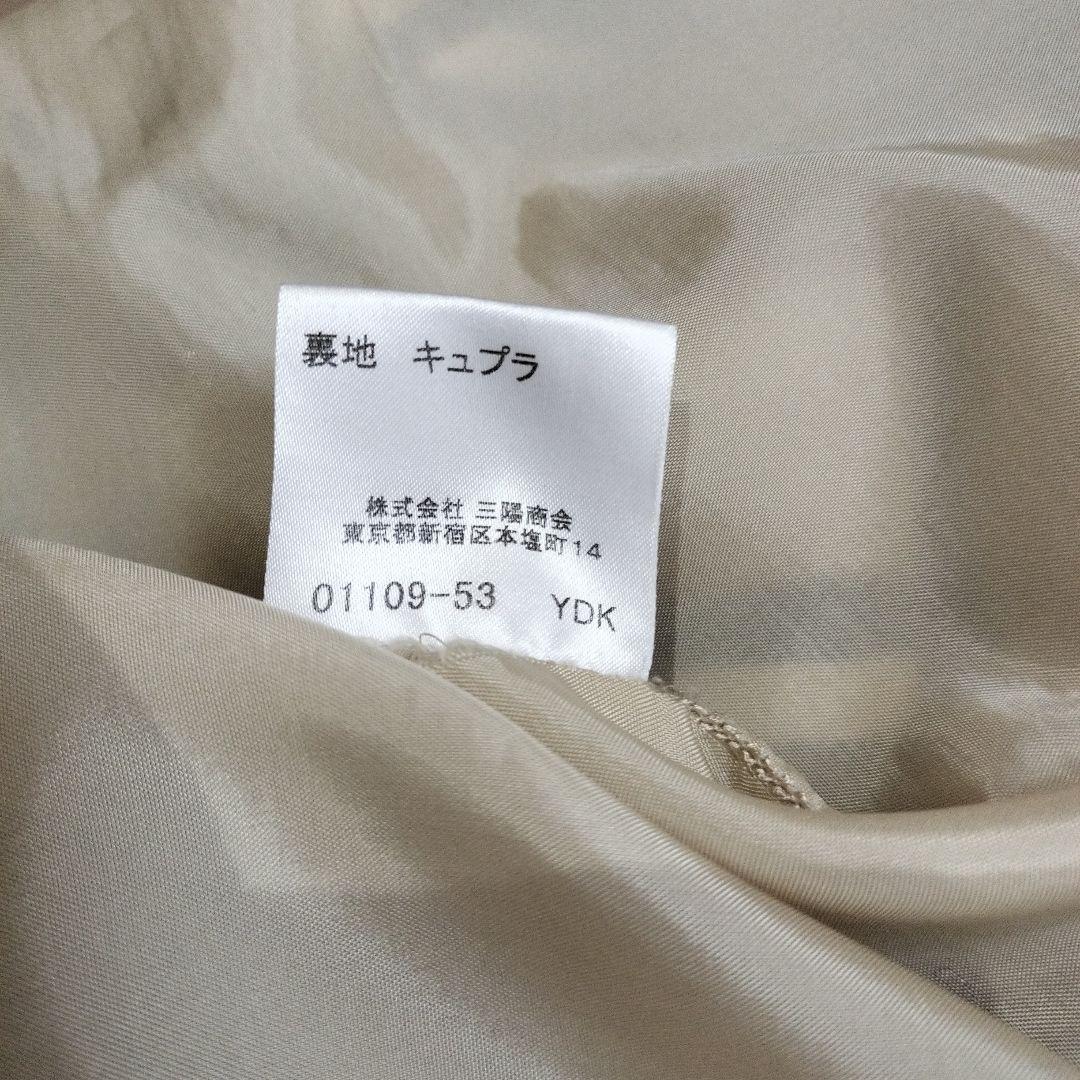 裏地 キュプラ
株式会社 三陽商会
東京都新宿区本塩町14
01109-53 YDK